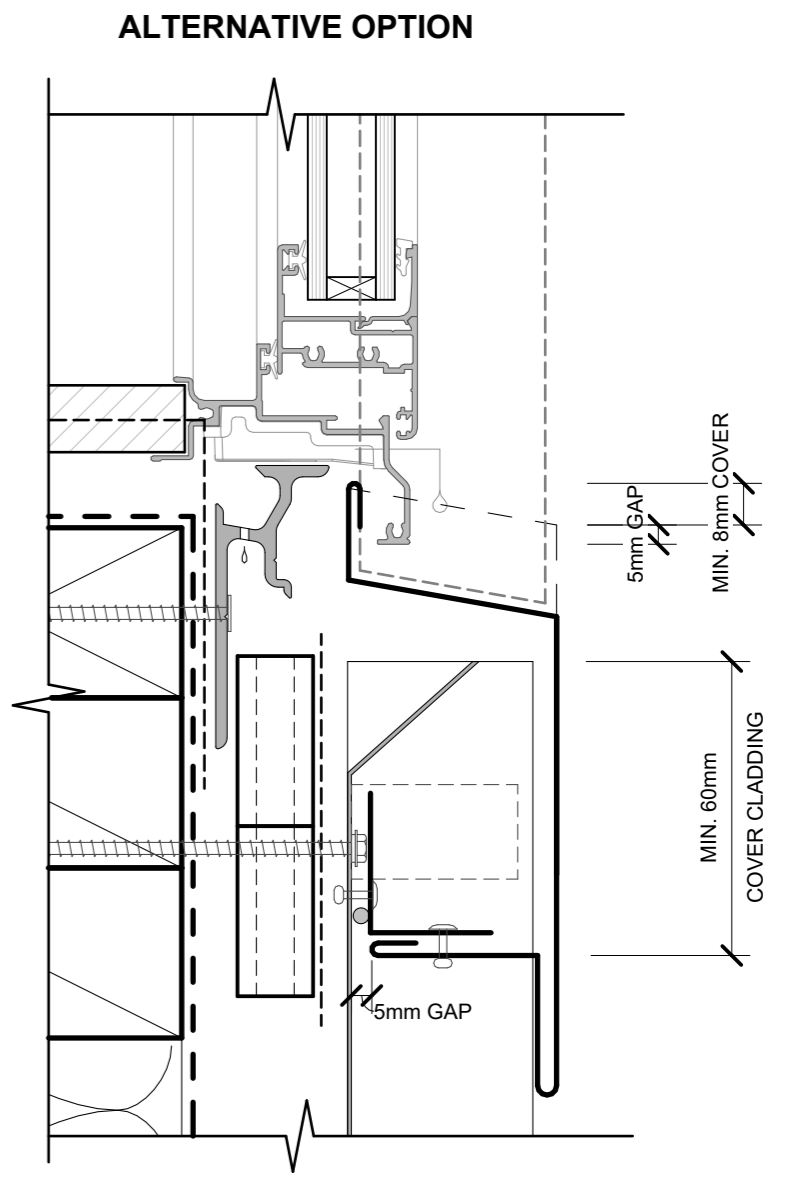 ALTERNATIVE OPTION
5mm GAP
MIN. 8mm COVER
MIN. 60mm
COVER CLADDING
5mm GAP